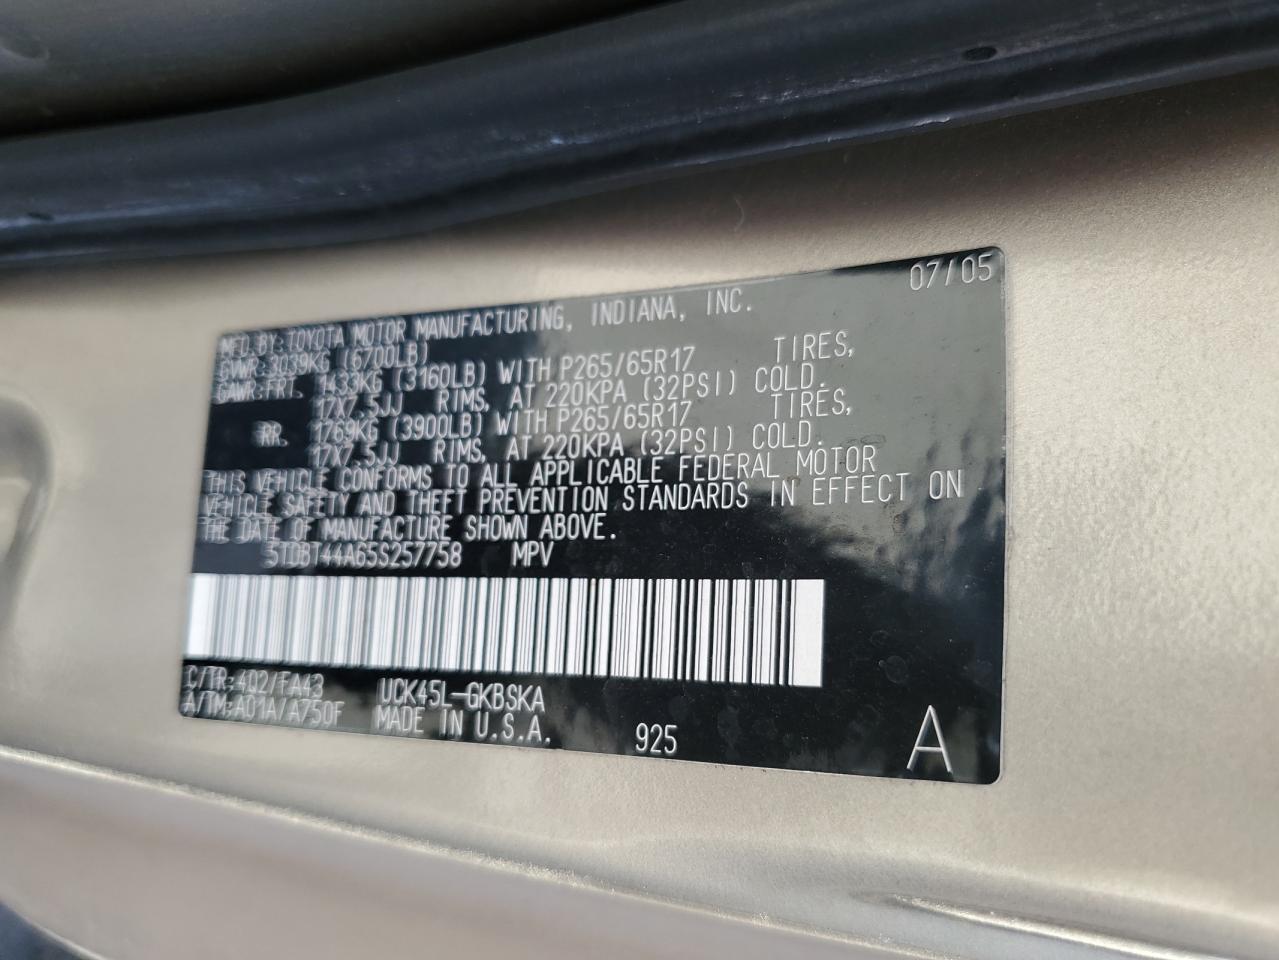 07/05
MFD.BY:TOYOTA MOTOR MANUFACTURING, INDIANA, INC.
GVWR:3039KG (6700LB)
GAWR:FRT. 1433KG (3160LB) WITH P265/65R17 TIRES,
17X7.5JJ RIMS, AT 220KPA (32PSI) COLD.
RR. 1769KG (3900LB) WITH P265/65R17 TIRES,
17X7.5JJ RIMS, AT 220KPA (32PSI) COLD.
THIS VEHICLE CONFORMS TO ALL APPLICABLE FEDERAL MOTOR
VEHICLE SAFETY AND THEFT PREVENTION STANDARDS IN EFFECT ON
THE DATE OF MANUFACTURE SHOWN ABOVE.
5TDBT44A65S257758 MPV
C/TR:4Q2/FA43 UCK45L-GKBSKA
A/TM:A01A/A750F MADE IN U.S.A. 925 A